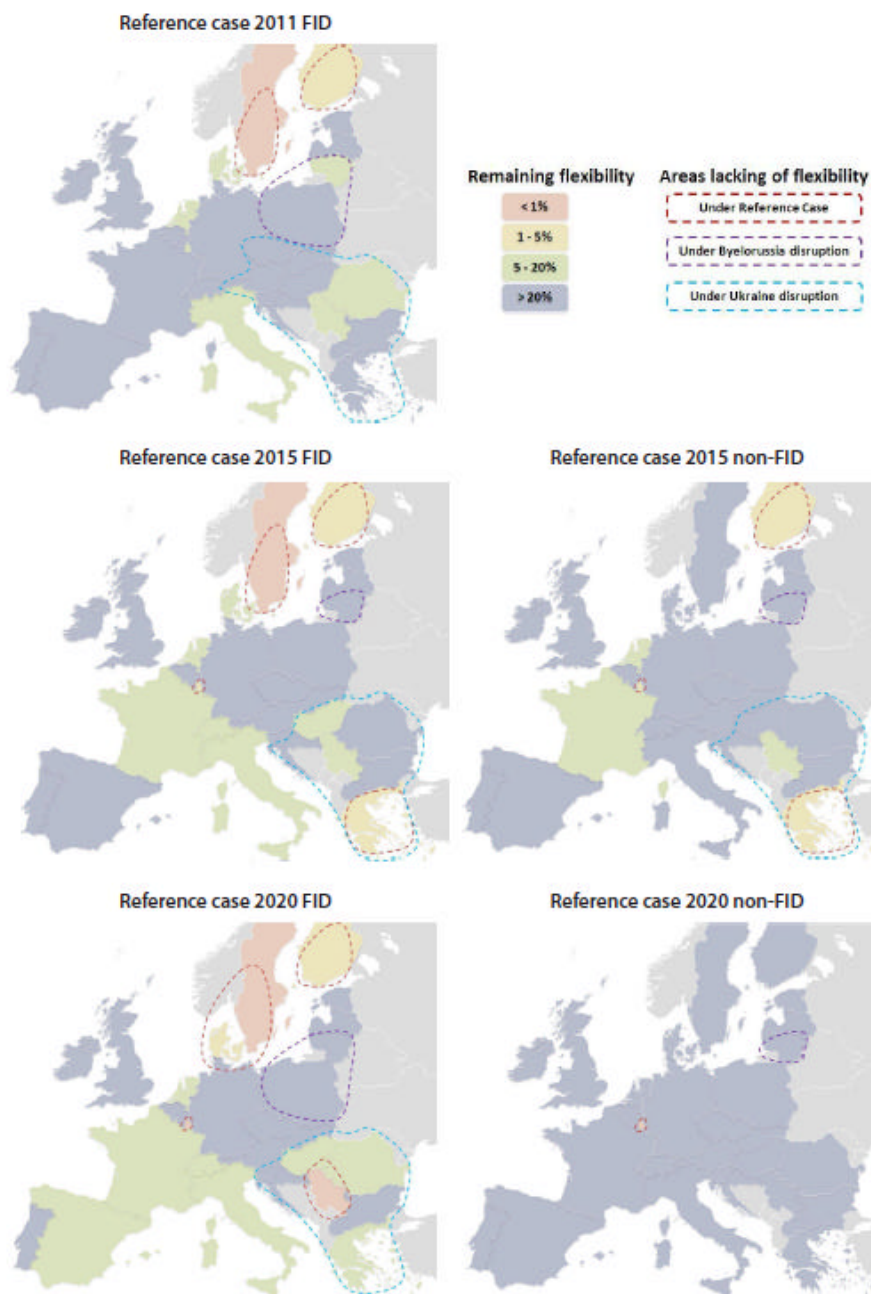 Reference case 2011 FID
Remaining flexibility
< 1%
1 - 5%
5 - 20%
> 20%
Areas lacking of flexibility
Under Reference Case
Under Byelorussia disruption
Under Ukraine disruption
Reference case 2015 FID
Reference case 2015 non-FID
Reference case 2020 FID
Reference case 2020 non-FID